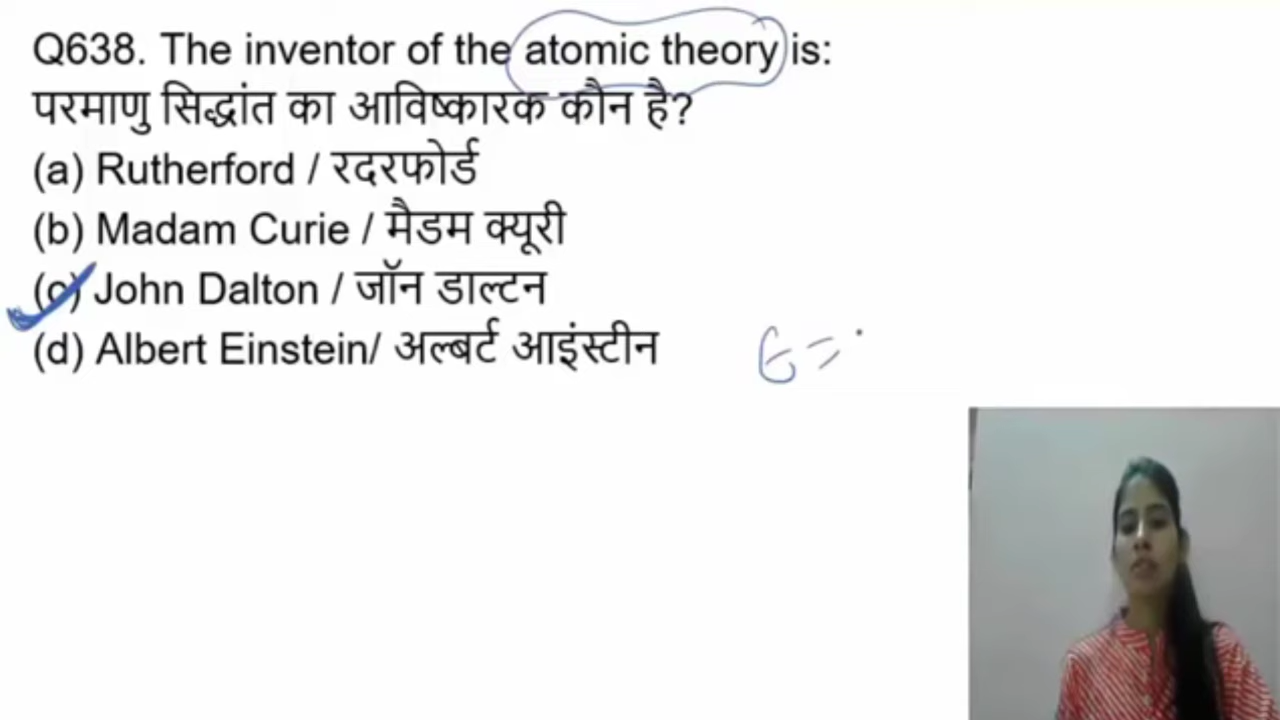 Q638. The inventor of the atomic theory is:
परमाणु सिद्धांत का आविष्कारक कौन है?
(a) Rutherford / रदरफोर्ड
(b) Madam Curie / मैडम क्यूरी
(c) John Dalton / जॉन डाल्टन
(d) Albert Einstein/ अल्बर्ट आइंस्टीन
E=